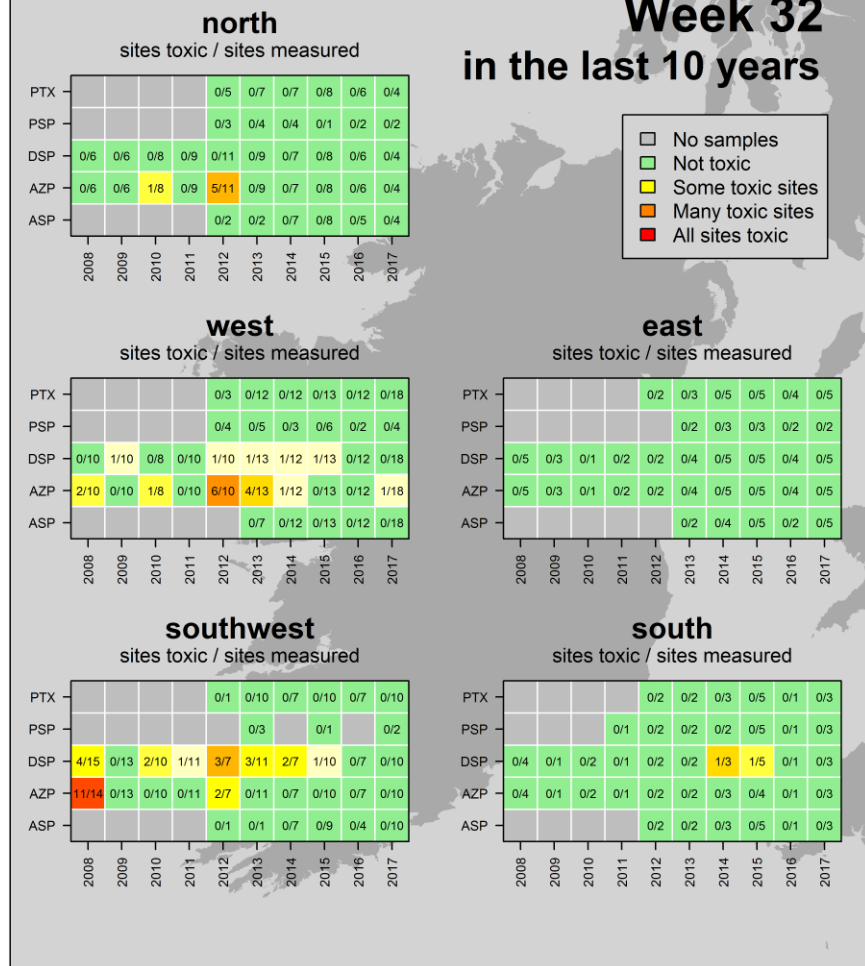 Week 32
in the last 10 years
No samples
Not toxic
Some toxic sites
Many toxic sites
All sites toxic
north
sites toxic / sites measured
PTX 0/5 0/7 0/7 0/8 0/6 0/4
PSP 0/3 0/4 0/4 0/1 0/2 0/2
DSP 0/6 0/6 0/8 0/9 0/11 0/9 0/7 0/8 0/6 0/4
AZP 0/6 0/6 1/8 0/9 5/11 0/9 0/7 0/8 0/6 0/4
ASP 0/2 0/2 0/7 0/8 0/5 0/4
2008 2009 2010 2011 2012 2013 2014 2015 2016 2017
west
sites toxic / sites measured
PTX 0/3 0/12 0/12 0/13 0/12 0/18
PSP 0/4 0/5 0/3 0/6 0/2 0/4
DSP 0/10 1/10 0/8 0/10 1/10 1/13 1/12 1/13 0/12 0/18
AZP 2/10 0/10 1/8 0/10 6/10 4/13 1/12 0/13 0/12 1/18
ASP 0/7 0/12 0/13 0/12 0/18
2008 2009 2010 2011 2012 2013 2014 2015 2016 2017
east
sites toxic / sites measured
PTX 0/2 0/3 0/5 0/5 0/4 0/5
PSP 0/2 0/3 0/3 0/2 0/2
DSP 0/5 0/3 0/1 0/2 0/2 0/4 0/5 0/5 0/4 0/5
AZP 0/5 0/3 0/1 0/2 0/2 0/4 0/5 0/5 0/4 0/5
ASP 0/2 0/4 0/5 0/2 0/5
2008 2009 2010 2011 2012 2013 2014 2015 2016 2017
southwest
sites toxic / sites measured
PTX 0/1 0/10 0/7 0/10 0/7 0/10
PSP 0/3 0/1 0/2
DSP 4/15 0/13 2/10 1/11 3/7 3/11 2/7 1/10 0/7 0/10
AZP 11/14 0/13 0/10 0/11 2/7 0/11 0/7 0/10 0/7 0/10
ASP 0/1 0/1 0/7 0/9 0/4 0/10
2008 2009 2010 2011 2012 2013 2014 2015 2016 2017
south
sites toxic / sites measured
PTX 0/2 0/2 0/3 0/5 0/1 0/3
PSP 0/1 0/2 0/2 0/2 0/5 0/1 0/3
DSP 0/4 0/1 0/2 0/1 0/2 0/2 1/3 1/5 0/1 0/3
AZP 0/4 0/1 0/2 0/1 0/2 0/2 0/3 0/4 0/1 0/3
ASP 0/2 0/2 0/3 0/5 0/1 0/3
2008 2009 2010 2011 2012 2013 2014 2015 2016 2017